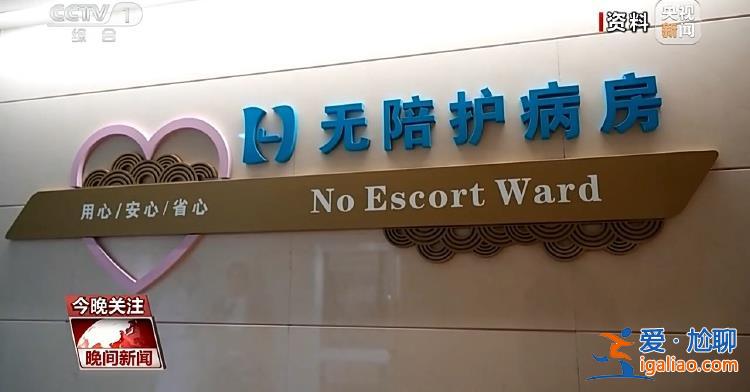 CCTV 1
综合
资料
央视
新闻
无陪护病房
用心/安心/省心
No Escort Ward
今晚关注
晚间新闻
爱·尬聊
igaliao.com